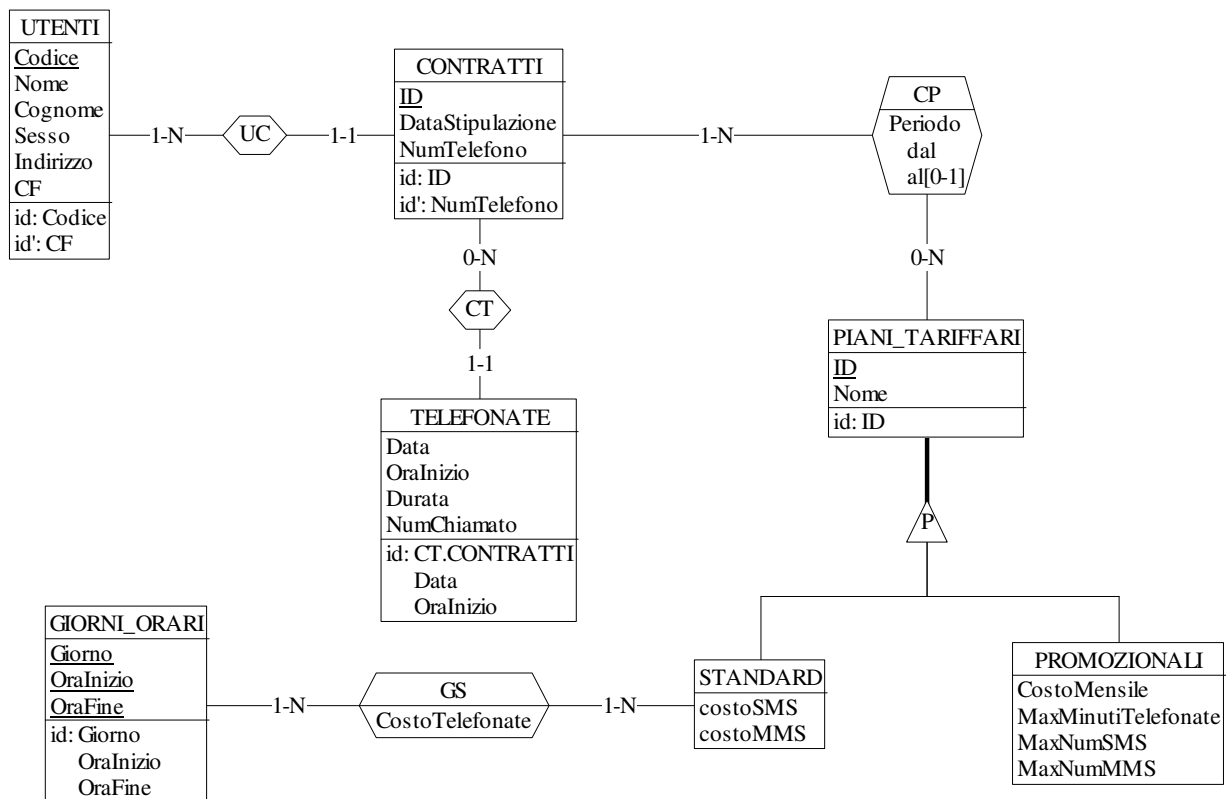 UTENTI
Codice
Nome
Cognome
Sesso
Indirizzo
CF
id: Codice
id': CF
1-N
UC
1-1
CONTRATTI
ID
DataStipulazione
NumTelefono
id: ID
id': NumTelefono
1-N
CP
Periodo
dal
al[0-1]
0-N
CT
1-1
0-N
PIANI_TARIFFARI
ID
Nome
id: ID
TELEFONATE
Data
OraInizio
Durata
NumChiamato
id: CT.CONTRATTI
Data
OraInizio
P
GIORNI_ORARI
Giorno
OraInizio
OraFine
id: Giorno
OraInizio
OraFine
1-N
GS
CostoTelefonate
1-N
STANDARD
costoSMS
costoMMS
PROMOZIONALI
CostoMensile
MaxMinutiTelefonate
MaxNumSMS
MaxNumMMS